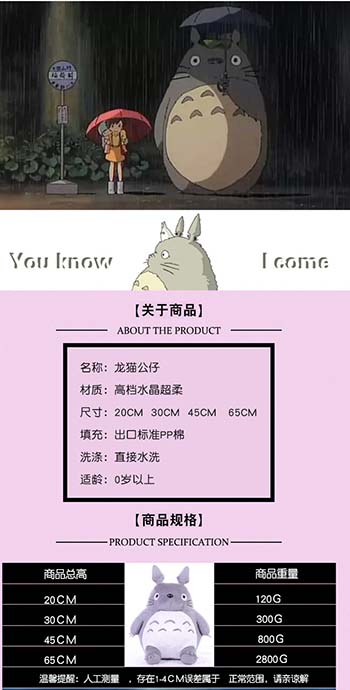 稲荷前
You know
I come
【关于商品】
ABOUT THE PRODUCT
名称：龙猫公仔
材质：高档水晶超柔
尺寸：20CM 30CM 45CM 65CM
填充：出口标准PP棉
洗涤：直接水洗
适龄：0岁以上
【商品规格】
PRODUCT SPECIFICATION
商品总高 商品重量
20CM 120G
30CM 300G
45CM 800G
65CM 2800G
温馨提醒：人工测量 ，存在1-4CM误差属于 正常范围，请亲谅解